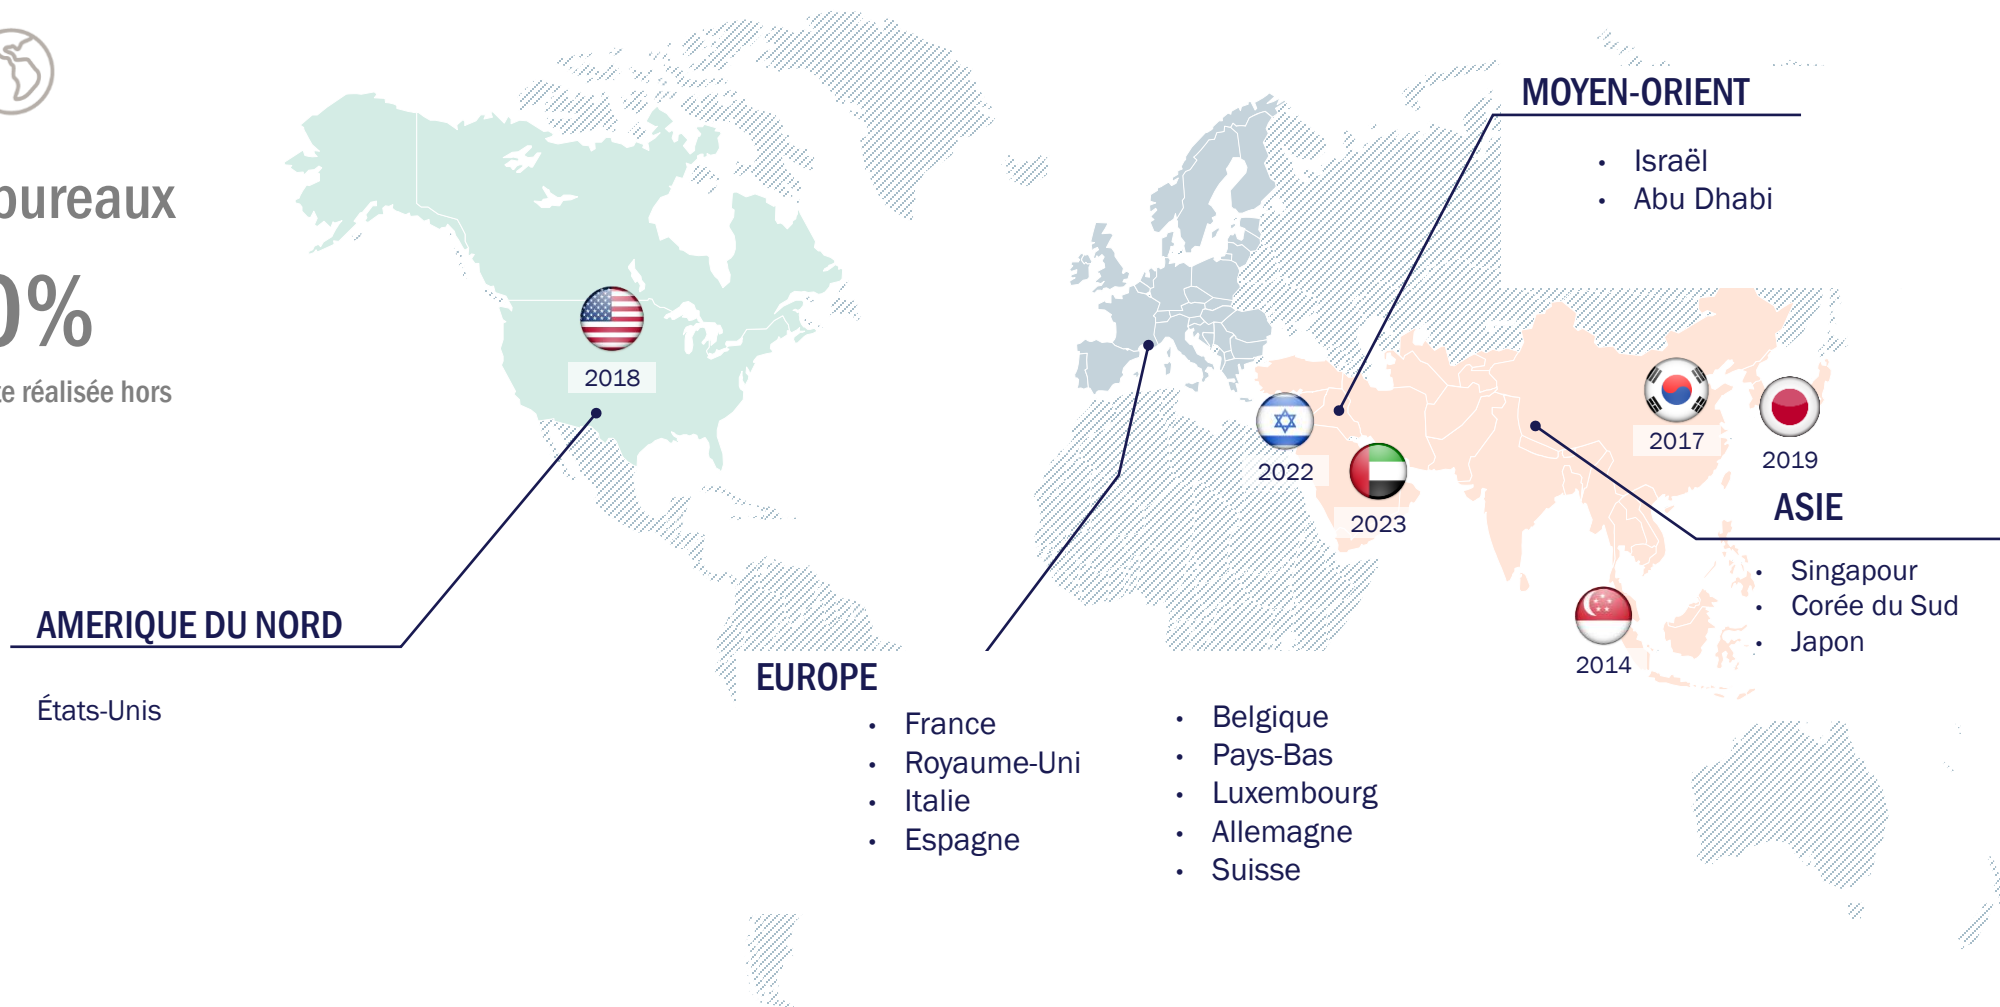 bureaux
0%
réalisée hors
2018
AMERIQUE DU NORD
États-Unis
EUROPE
• France
• Royaume-Uni
• Italie
• Espagne
• Belgique
• Pays-Bas
• Luxembourg
• Allemagne
• Suisse
MOYEN-ORIENT
• Israël
• Abu Dhabi
2022
2023
2017
2019
2014
ASIE
• Singapour
• Corée du Sud
• Japon